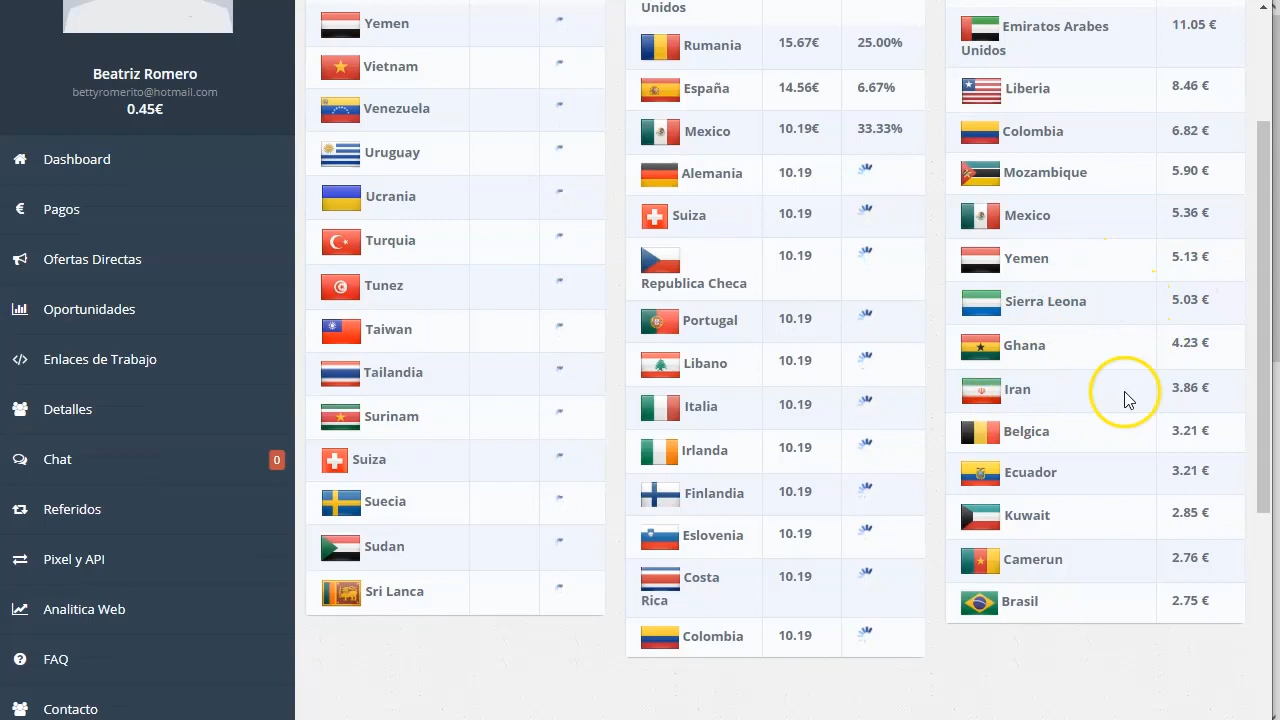 Beatriz Romero
bettyromerito@hotmail.com
0.45€
Dashboard
Pagos
Ofertas Directas
Oportunidades
Enlaces de Trabajo
Detalles
Chat 0
Referidos
Pixel y API
Analitica Web
FAQ
Contacto
Yemen
Vietnam
Venezuela
Uruguay
Ucrania
Turquia
Tunez
Taiwan
Tailandia
Surinam
Suiza
Suecia
Sudan
Sri Lanca
Unidos
Rumania 15.67€ 25.00%
España 14.56€ 6.67%
Mexico 10.19€ 33.33%
Alemania 10.19
Suiza 10.19
10.19
Republica Checa
Portugal 10.19
Libano 10.19
Italia 10.19
Irlanda 10.19
Finlandia 10.19
Eslovenia 10.19
Costa 10.19
Rica
Colombia 10.19
Emiratos Arabes 11.05 €
Unidos
Liberia 8.46 €
Colombia 6.82 €
Mozambique 5.90 €
Mexico 5.36 €
Yemen 5.13 €
Sierra Leona 5.03 €
Ghana 4.23 €
Iran 3.86 €
Belgica 3.21 €
Ecuador 3.21 €
Kuwait 2.85 €
Camerun 2.76 €
Brasil 2.75 €